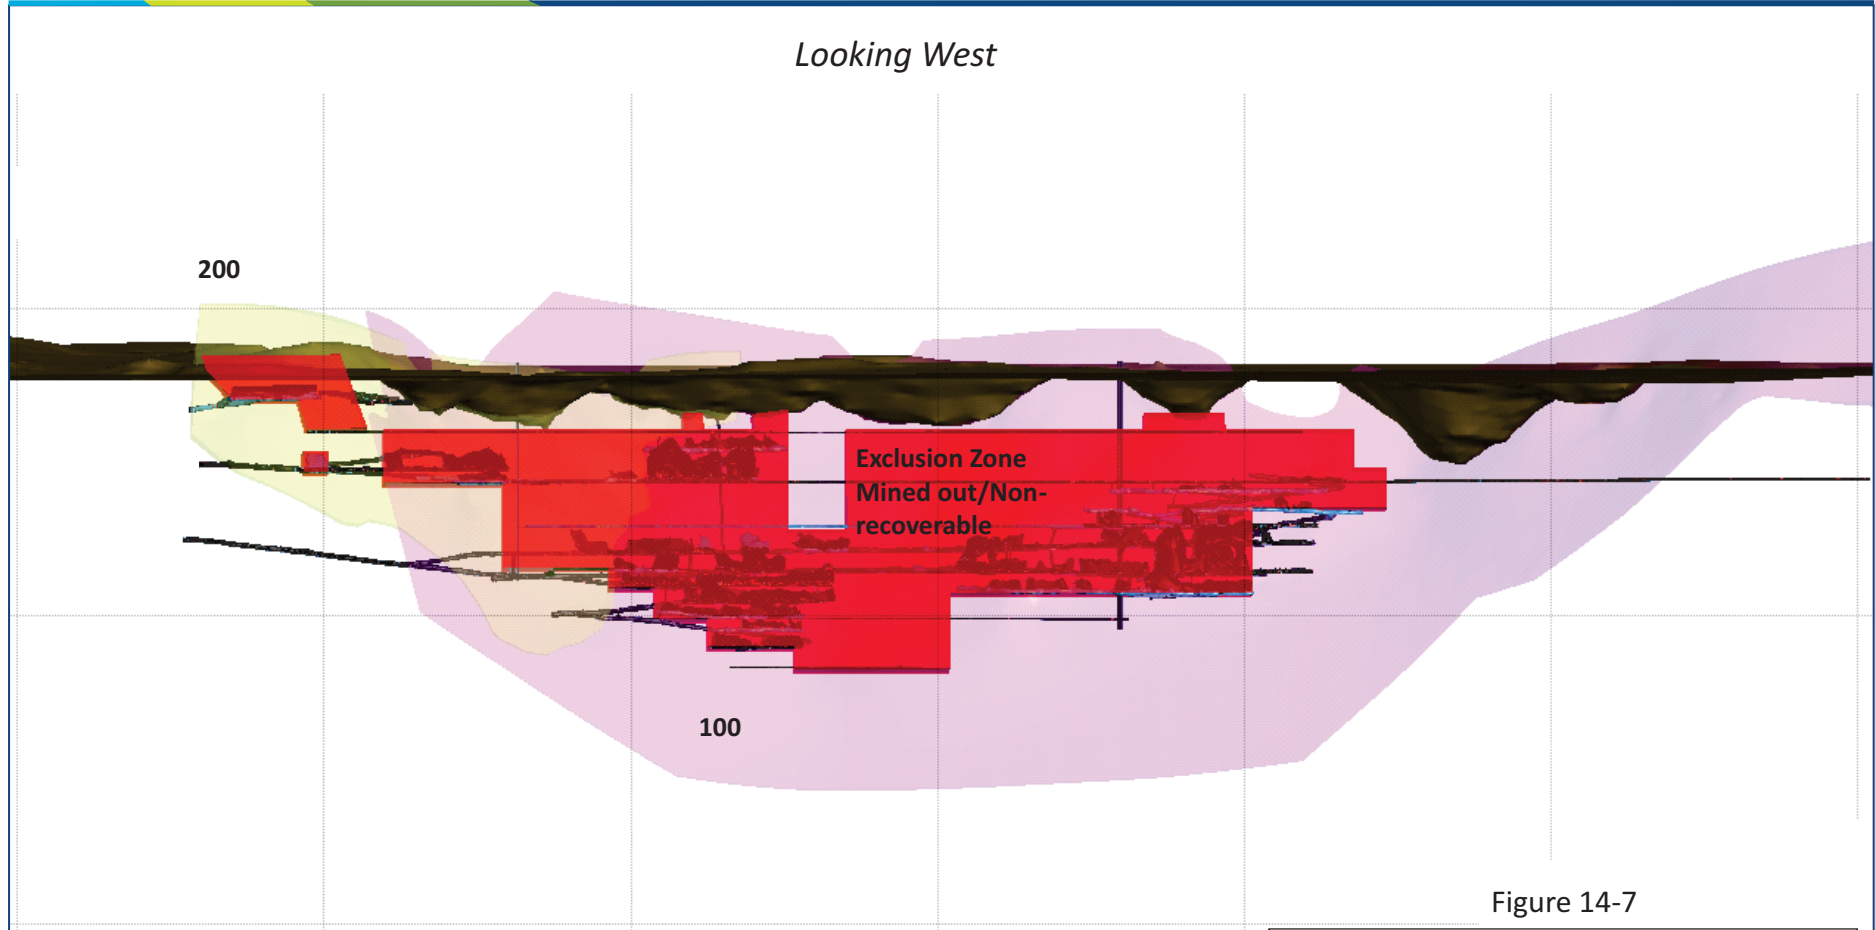 Looking West
200
Exclusion Zone
Mined out/Non-
recoverable
100
Figure 14-7